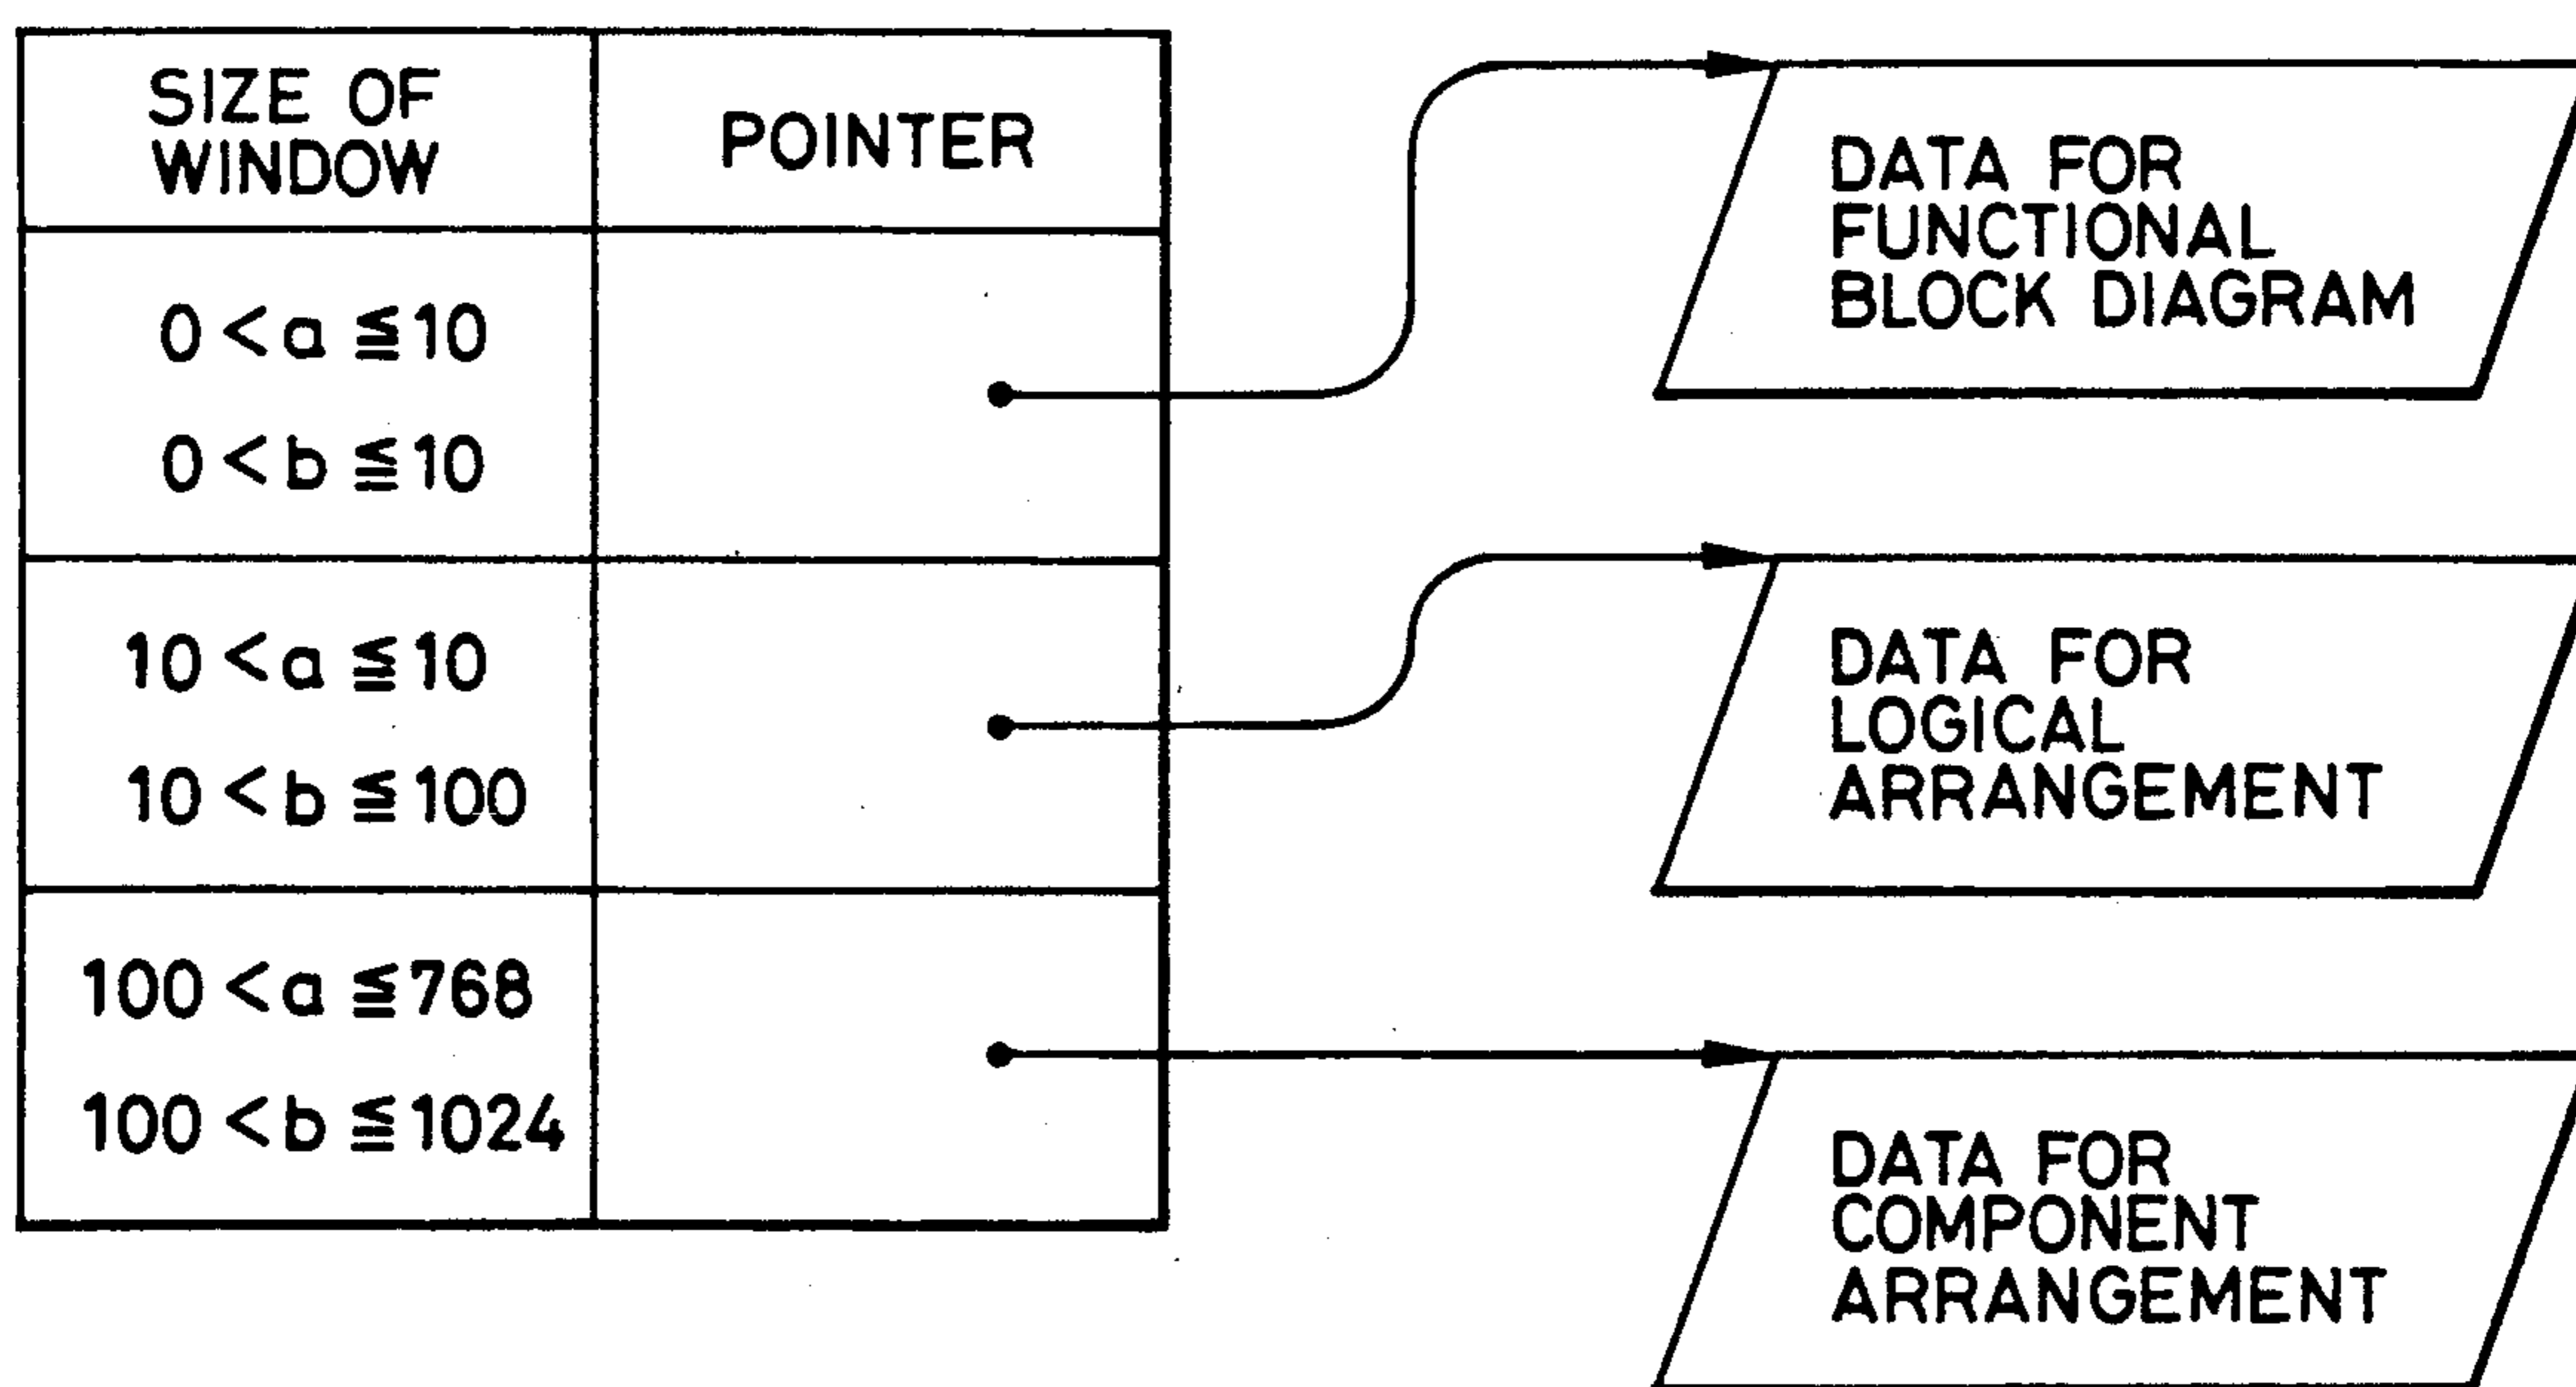 SIZE OF
WINDOW
POINTER
0 < a ≦ 10
0 < b ≦ 10
10 < a ≦ 10
10 < b ≦ 100
100 < a ≦ 768
100 < b ≦ 1024
DATA FOR
FUNCTIONAL
BLOCK DIAGRAM
DATA FOR
LOGICAL
ARRANGEMENT
DATA FOR
COMPONENT
ARRANGEMENT